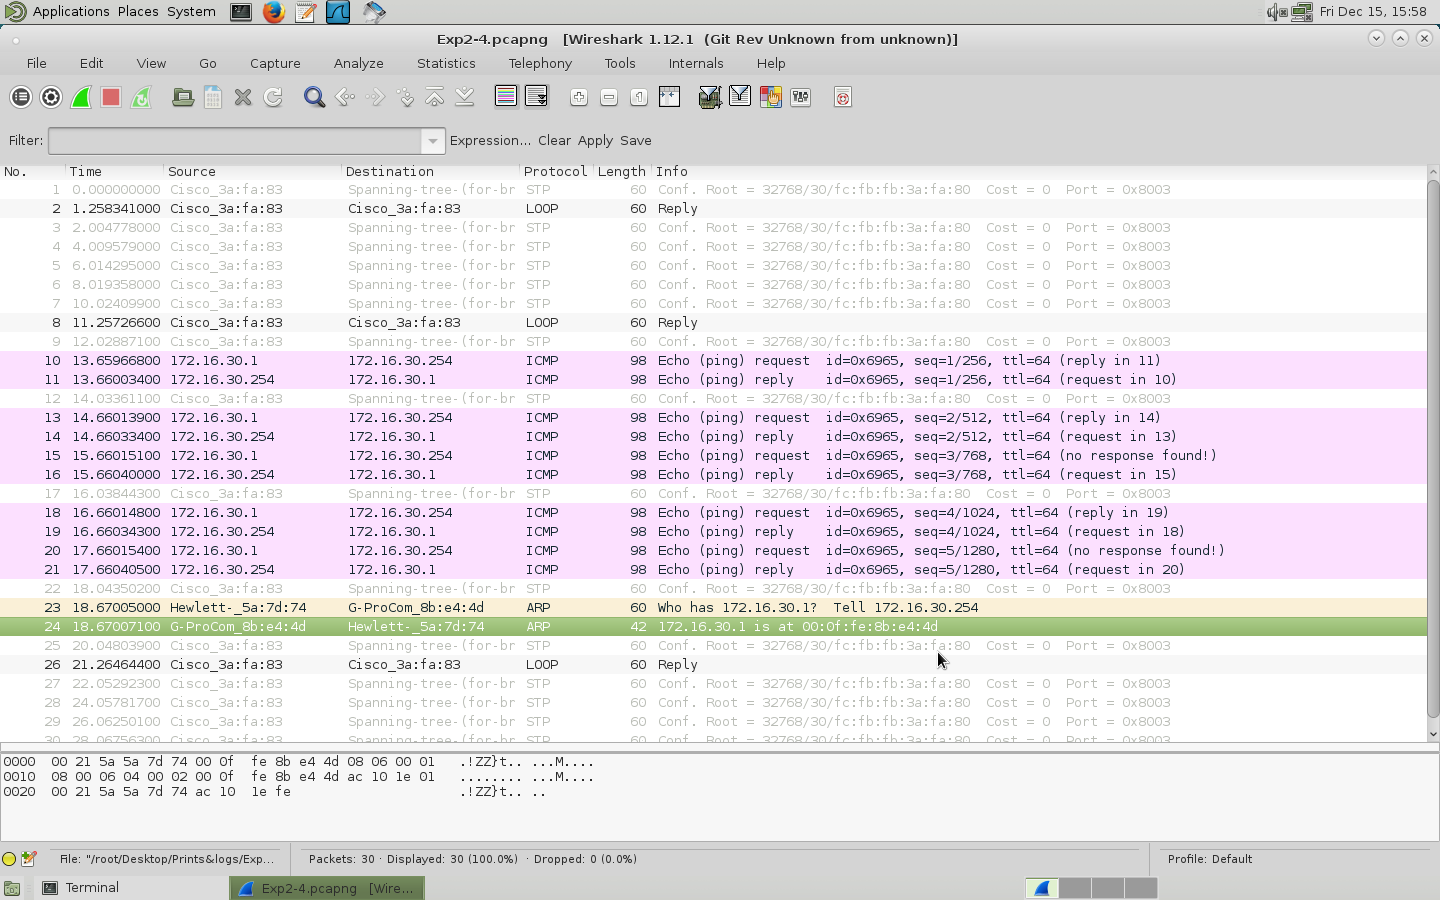 Applications Places System Fri Dec 15, 15:58
Exp2-4.pcapng [Wireshark 1.12.1 (Git Rev Unknown from unknown)]
File Edit View Go Capture Analyze Statistics Telephony Tools Internals Help
Filter: Expression... Clear Apply Save
No. Time Source Destination Protocol Length Info
1 0.000000000 Cisco_3a:fa:83 Spanning-tree-(for-br STP 60 Conf. Root = 32768/30/fc:fb:fb:3a:fa:80 Cost = 0 Port = 0x8003
2 1.258341000 Cisco_3a:fa:83 Cisco_3a:fa:83 LOOP 60 Reply
3 2.004778000 Cisco_3a:fa:83 Spanning-tree-(for-br STP 60 Conf. Root = 32768/30/fc:fb:fb:3a:fa:80 Cost = 0 Port = 0x8003
4 4.009579000 Cisco_3a:fa:83 Spanning-tree-(for-br STP 60 Conf. Root = 32768/30/fc:fb:fb:3a:fa:80 Cost = 0 Port = 0x8003
5 6.014295000 Cisco_3a:fa:83 Spanning-tree-(for-br STP 60 Conf. Root = 32768/30/fc:fb:fb:3a:fa:80 Cost = 0 Port = 0x8003
6 8.019358000 Cisco_3a:fa:83 Spanning-tree-(for-br STP 60 Conf. Root = 32768/30/fc:fb:fb:3a:fa:80 Cost = 0 Port = 0x8003
7 10.02409900 Cisco_3a:fa:83 Spanning-tree-(for-br STP 60 Conf. Root = 32768/30/fc:fb:fb:3a:fa:80 Cost = 0 Port = 0x8003
8 11.25726600 Cisco_3a:fa:83 Cisco_3a:fa:83 LOOP 60 Reply
9 12.02887100 Cisco_3a:fa:83 Spanning-tree-(for-br STP 60 Conf. Root = 32768/30/fc:fb:fb:3a:fa:80 Cost = 0 Port = 0x8003
10 13.65966800 172.16.30.1 172.16.30.254 ICMP 98 Echo (ping) request id=0x6965, seq=1/256, ttl=64 (reply in 11)
11 13.66003400 172.16.30.254 172.16.30.1 ICMP 98 Echo (ping) reply id=0x6965, seq=1/256, ttl=64 (request in 10)
12 14.03361100 Cisco_3a:fa:83 Spanning-tree-(for-br STP 60 Conf. Root = 32768/30/fc:fb:fb:3a:fa:80 Cost = 0 Port = 0x8003
13 14.66013900 172.16.30.1 172.16.30.254 ICMP 98 Echo (ping) request id=0x6965, seq=2/512, ttl=64 (reply in 14)
14 14.66033400 172.16.30.254 172.16.30.1 ICMP 98 Echo (ping) reply id=0x6965, seq=2/512, ttl=64 (request in 13)
15 15.66015100 172.16.30.1 172.16.30.254 ICMP 98 Echo (ping) request id=0x6965, seq=3/768, ttl=64 (no response found!)
16 15.66040000 172.16.30.254 172.16.30.1 ICMP 98 Echo (ping) reply id=0x6965, seq=3/768, ttl=64 (request in 15)
17 16.03844300 Cisco_3a:fa:83 Spanning-tree-(for-br STP 60 Conf. Root = 32768/30/fc:fb:fb:3a:fa:80 Cost = 0 Port = 0x8003
18 16.66014800 172.16.30.1 172.16.30.254 ICMP 98 Echo (ping) request id=0x6965, seq=4/1024, ttl=64 (reply in 19)
19 16.66034300 172.16.30.254 172.16.30.1 ICMP 98 Echo (ping) reply id=0x6965, seq=4/1024, ttl=64 (request in 18)
20 17.66015400 172.16.30.1 172.16.30.254 ICMP 98 Echo (ping) request id=0x6965, seq=5/1280, ttl=64 (no response found!)
21 17.66040500 172.16.30.254 172.16.30.1 ICMP 98 Echo (ping) reply id=0x6965, seq=5/1280, ttl=64 (request in 20)
22 18.04350200 Cisco_3a:fa:83 Spanning-tree-(for-br STP 60 Conf. Root = 32768/30/fc:fb:fb:3a:fa:80 Cost = 0 Port = 0x8003
23 18.67005000 Hewlett-_5a:7d:74 G-ProCom_8b:e4:4d ARP 60 Who has 172.16.30.1? Tell 172.16.30.254
24 18.67007100 G-ProCom_8b:e4:4d Hewlett-_5a:7d:74 ARP 42 172.16.30.1 is at 00:0f:fe:8b:e4:4d
25 20.04803900 Cisco_3a:fa:83 Spanning-tree-(for-br STP 60 Conf. Root = 32768/30/fc:fb:fb:3a:fa:80 Cost = 0 Port = 0x8003
26 21.26464400 Cisco_3a:fa:83 Cisco_3a:fa:83 LOOP 60 Reply
27 22.05292300 Cisco_3a:fa:83 Spanning-tree-(for-br STP 60 Conf. Root = 32768/30/fc:fb:fb:3a:fa:80 Cost = 0 Port = 0x8003
28 24.05781700 Cisco_3a:fa:83 Spanning-tree-(for-br STP 60 Conf. Root = 32768/30/fc:fb:fb:3a:fa:80 Cost = 0 Port = 0x8003
29 26.06250100 Cisco_3a:fa:83 Spanning-tree-(for-br STP 60 Conf. Root = 32768/30/fc:fb:fb:3a:fa:80 Cost = 0 Port = 0x8003
30 28.06756300 Cisco_3a:fa:83 Spanning-tree-(for-br STP 60 Conf. Root = 32768/30/fc:fb:fb:3a:fa:80 Cost = 0 Port = 0x8003
0000 00 21 5a 5a 7d 74 00 0f fe 8b e4 4d 08 06 00 01 .!ZZ}t.. ...M....
0010 08 00 06 04 00 02 00 0f fe 8b e4 4d ac 10 1e 01 ........ ...M....
0020 00 21 5a 5a 7d 74 ac 10 1e fe .!ZZ}t.. ..
File: "/root/Desktop/Prints&logs/Exp... Packets: 30 · Displayed: 30 (100.0%) · Dropped: 0 (0.0%) Profile: Default
Terminal Exp2-4.pcapng [Wire...